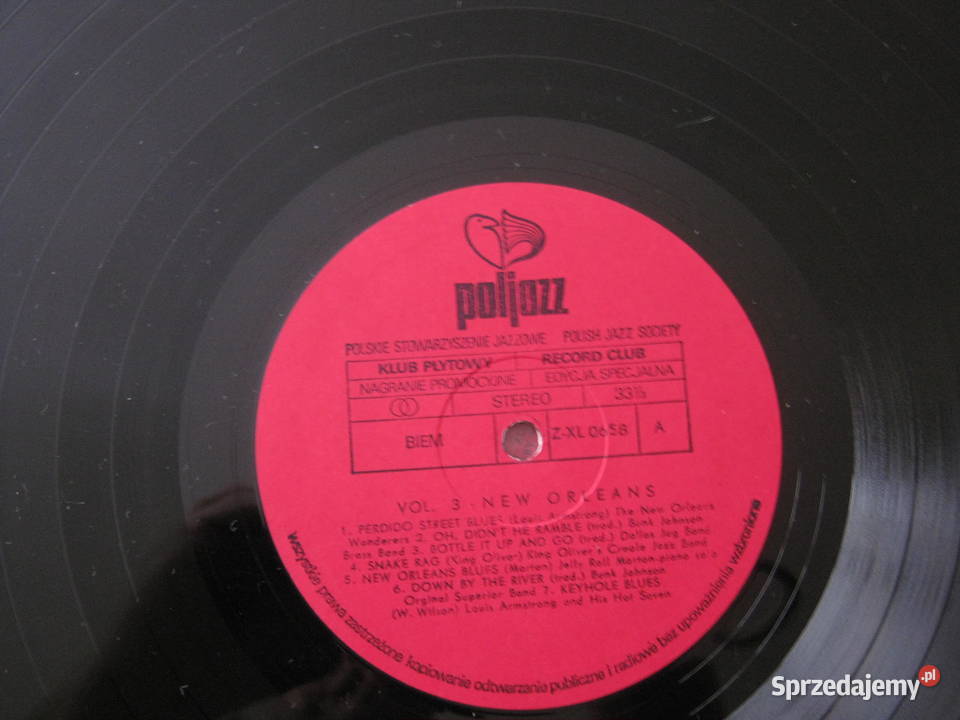 poljazz
POLSKIE STOWARZYSZENIE JAZZOWE POLISH JAZZ SOCIETY
KLUB PŁYTOWY RECORD CLUB
NAGRANIE PROMOCYJNE EDYCJA SPECJALNA
STEREO 33⅓
BIEM Z-XL 0658 A
VOL. 3 - NEW ORLEANS
1. PERDIDO STREET BLUES (Louis Armstrong) The New Orleans
Wanderers 2. OH, DIDN'T HE RAMBLE (trad.) Bunk Johnson
Brass Band 3. BOTTLE IT UP AND GO (trad.) Dallas Jug Band
4. SNAKE RAG (King Oliver) King Oliver's Creole Jazz Band
5. NEW ORLEANS BLUES (Morton) Jelly Roll Morton-piano solo
6. DOWN BY THE RIVER (trad.) Bunk Johnson
Orginal Superior Band 7. KEYHOLE BLUES
(W. Wilson) Louis Armstrong and His Hot Seven
Wszystkie prawa zastrzeżone kopiowanie odtwarzanie publiczne i radiowe bez upoważnienia wzbronione
Sprzedajemy.pl